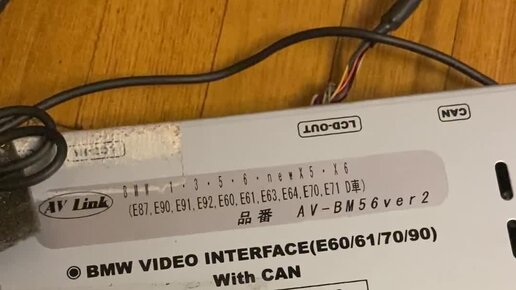 CAN
LCD-OUT
AV Link
BMW 1・3・5・6・newX5・X6
(E87, E90, E91, E92, E60, E61, E63, E64, E70, E71 D車)
品番 AV-BM56ver2
◉ BMW VIDEO INTERFACE(E60/61/70/90)
With CAN